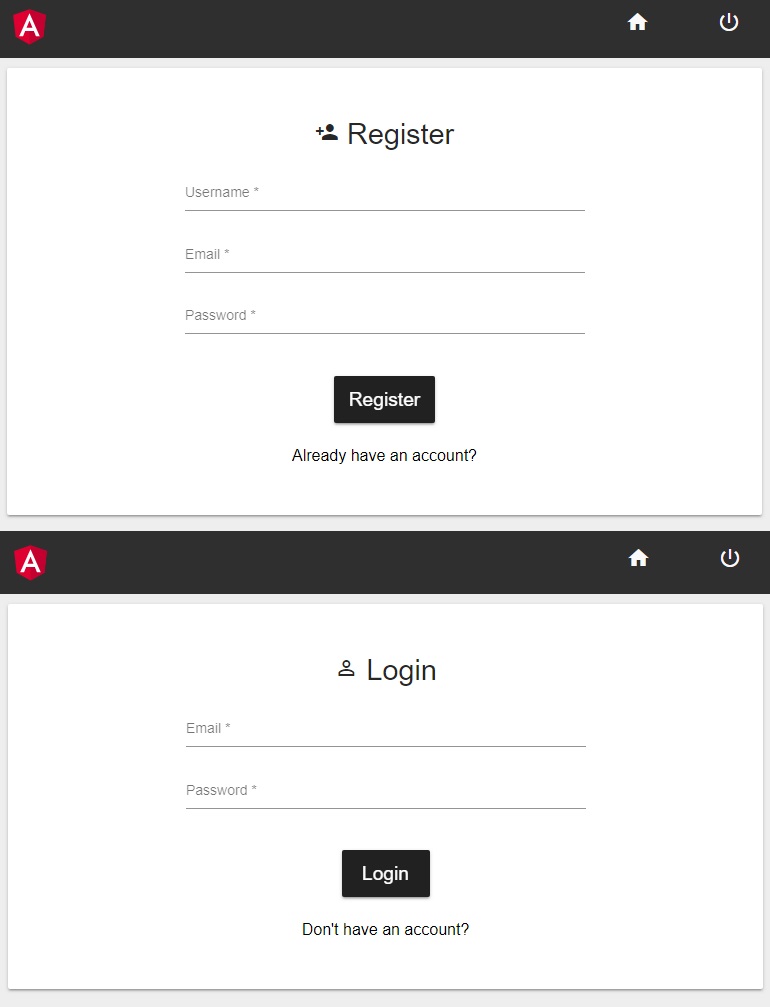 Register
Username *
Email *
Password *
Register
Already have an account?
Login
Email *
Password *
Login
Don't have an account?